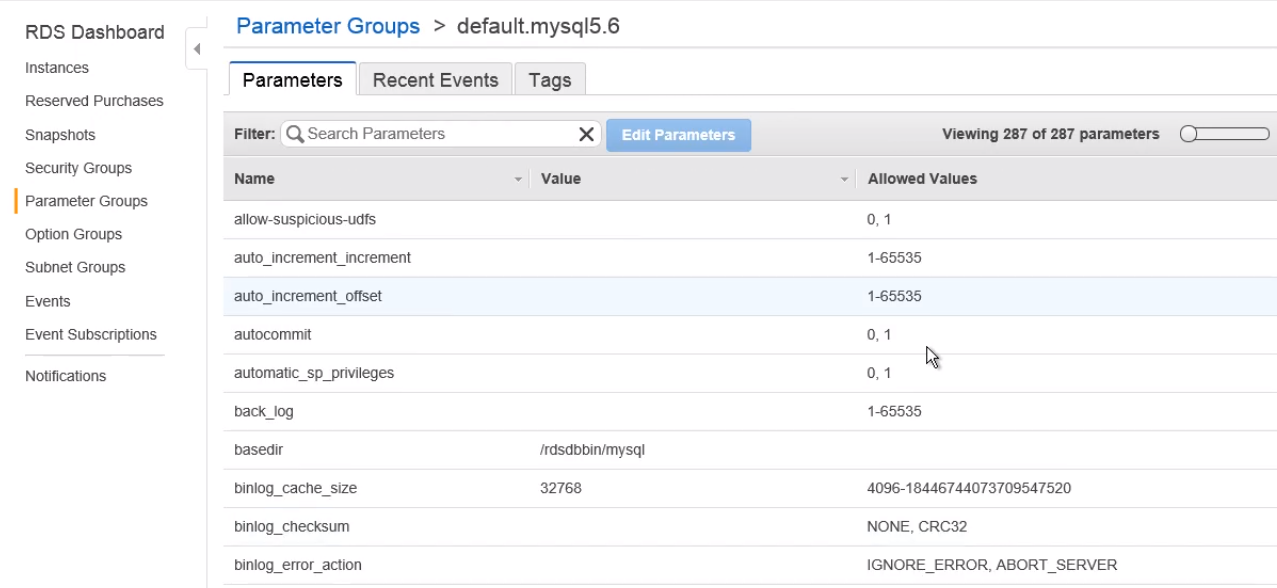 RDS Dashboard
Instances
Reserved Purchases
Snapshots
Security Groups
Parameter Groups
Option Groups
Subnet Groups
Events
Event Subscriptions
Notifications
Parameter Groups > default.mysql5.6
Parameters Recent Events Tags
Filter: Search Parameters Edit Parameters Viewing 287 of 287 parameters
Name Value Allowed Values
allow-suspicious-udfs 0, 1
auto_increment_increment 1-65535
auto_increment_offset 1-65535
autocommit 0, 1
automatic_sp_privileges 0, 1
back_log 1-65535
basedir /rdsdbbin/mysql
binlog_cache_size 32768 4096-18446744073709547520
binlog_checksum NONE, CRC32
binlog_error_action IGNORE_ERROR, ABORT_SERVER